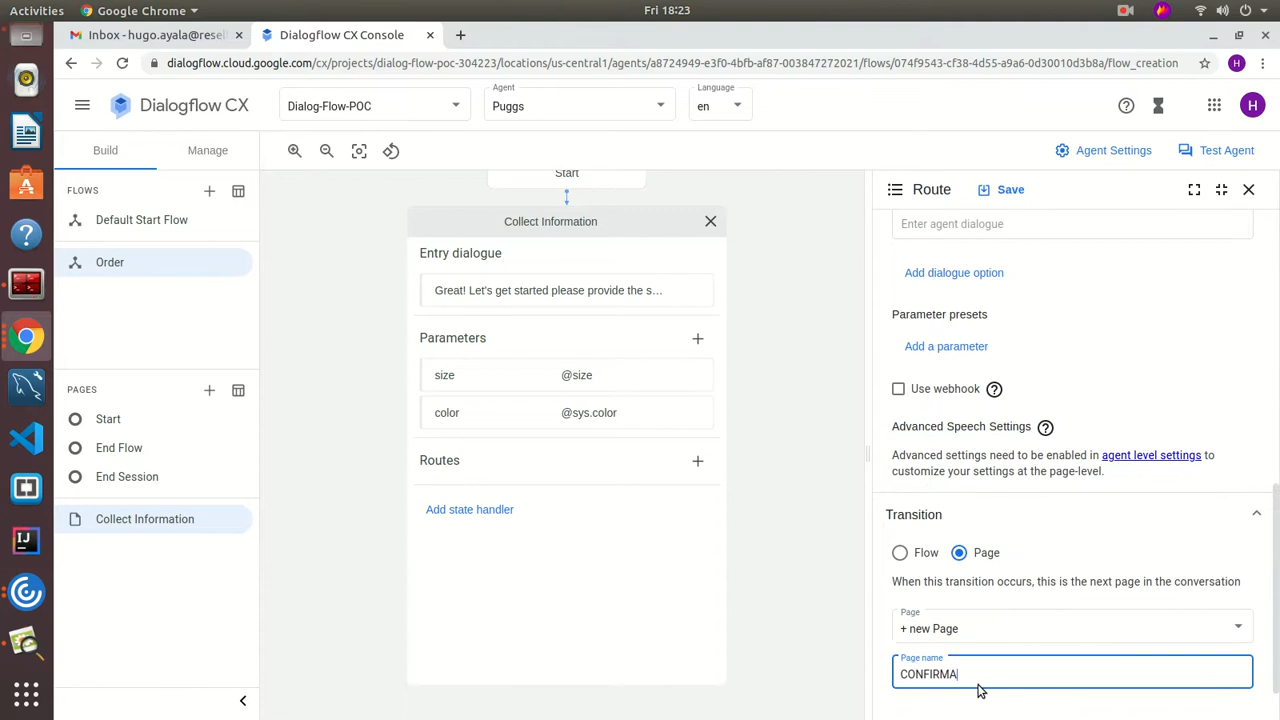 Activities
Google Chrome
Fri 18:23
Inbox - hugo.ayala@resell
Dialogflow CX Console
dialogflow.cloud.google.com/cx/projects/dialog-flow-poc-304223/locations/us-central1/agents/a8724949-e3f0-4bfb-af87-003847272021/flows/074f9543-cf38-4d55-a9a6-0d30010d3b8a/flow_creation
H
Dialogflow CX
Dialog-Flow-POC
Agent
Puggs
Language
en
H
Build
Manage
Agent Settings
Test Agent
FLOWS
Default Start Flow
Order
PAGES
Start
End Flow
End Session
Collect Information
Start
Collect Information
Entry dialogue
Great! Let's get started please provide the s...
Parameters
size @size
color @sys.color
Routes
Add state handler
Route
Save
Enter agent dialogue
Add dialogue option
Parameter presets
Add a parameter
Use webhook
Advanced Speech Settings
Advanced settings need to be enabled in agent level settings to
customize your settings at the page-level.
Transition
Flow
Page
When this transition occurs, this is the next page in the conversation
Page
+ new Page
Page name
CONFIRMA